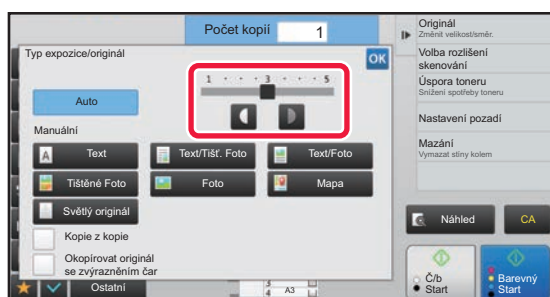 Počet kopií 1
Typ expozice/originál
OK
1 · · · 3 · · · 5
Auto
Manuální
A Text
Text/Tišť. Foto
Text/Foto
Tištěné Foto
Foto
Mapa
Světlý originál
Kopie z kopie
Okopírovat originál
se zvýrazněním čar
Ostatní
3
4 A3
Originál
Změnit velikost/směr.
Volba rozlišení
skenování
Úspora toneru
Snížení spotřeby toneru
Nastavení pozadí
Mazání
Vymazat stíny kolem
Náhled
CA
Č/b
Start
Barevný
Start